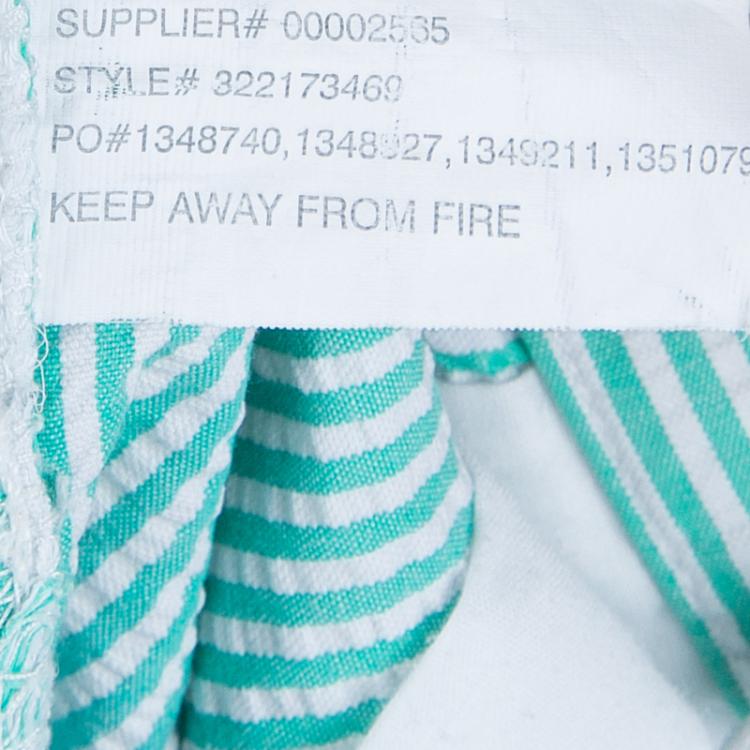 SUPPLIER# 00002565
STYLE# 322173469
PO#1348740,1348927,1349211,1351079
KEEP AWAY FROM FIRE